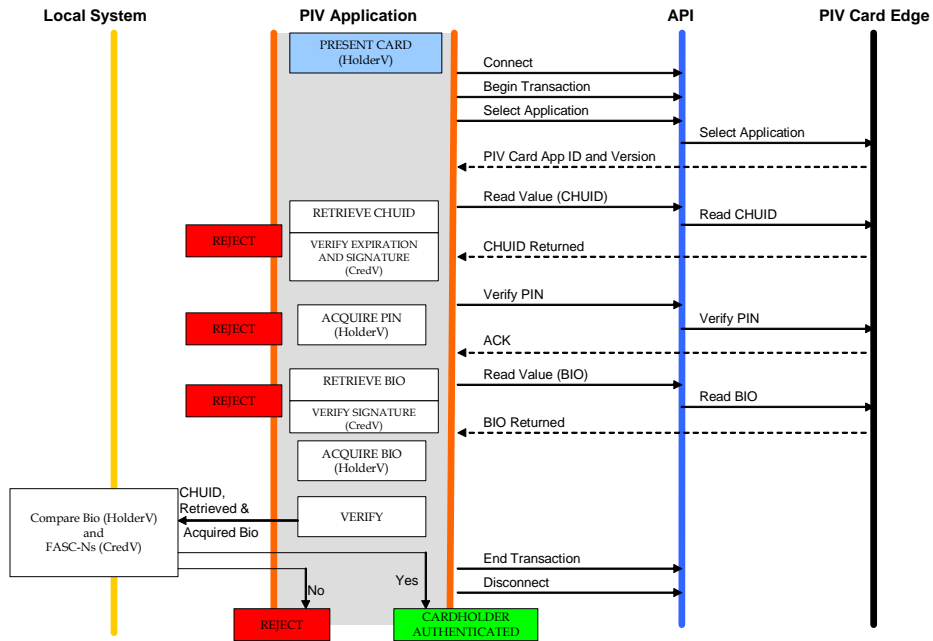 Local System
PIV Application
API
PIV Card Edge
PRESENT CARD
(HolderV)
Connect
Begin Transaction
Select Application
Select Application
PIV Card App ID and Version
Read Value (CHUID)
RETRIEVE CHUID
Read CHUID
REJECT
VERIFY EXPIRATION
AND SIGNATURE
(CredV)
CHUID Returned
Verify PIN
REJECT
ACQUIRE PIN
(HolderV)
Verify PIN
ACK
RETRIEVE BIO
Read Value (BIO)
REJECT
Read BIO
VERIFY SIGNATURE
(CredV)
BIO Returned
ACQUIRE BIO
(HolderV)
CHUID,
Retrieved &
Acquired Bio
VERIFY
Compare Bio (HolderV)
and
FASC-Ns (CredV)
End Transaction
No
Yes
Disconnect
REJECT
CARDHOLDER
AUTHENTICATED